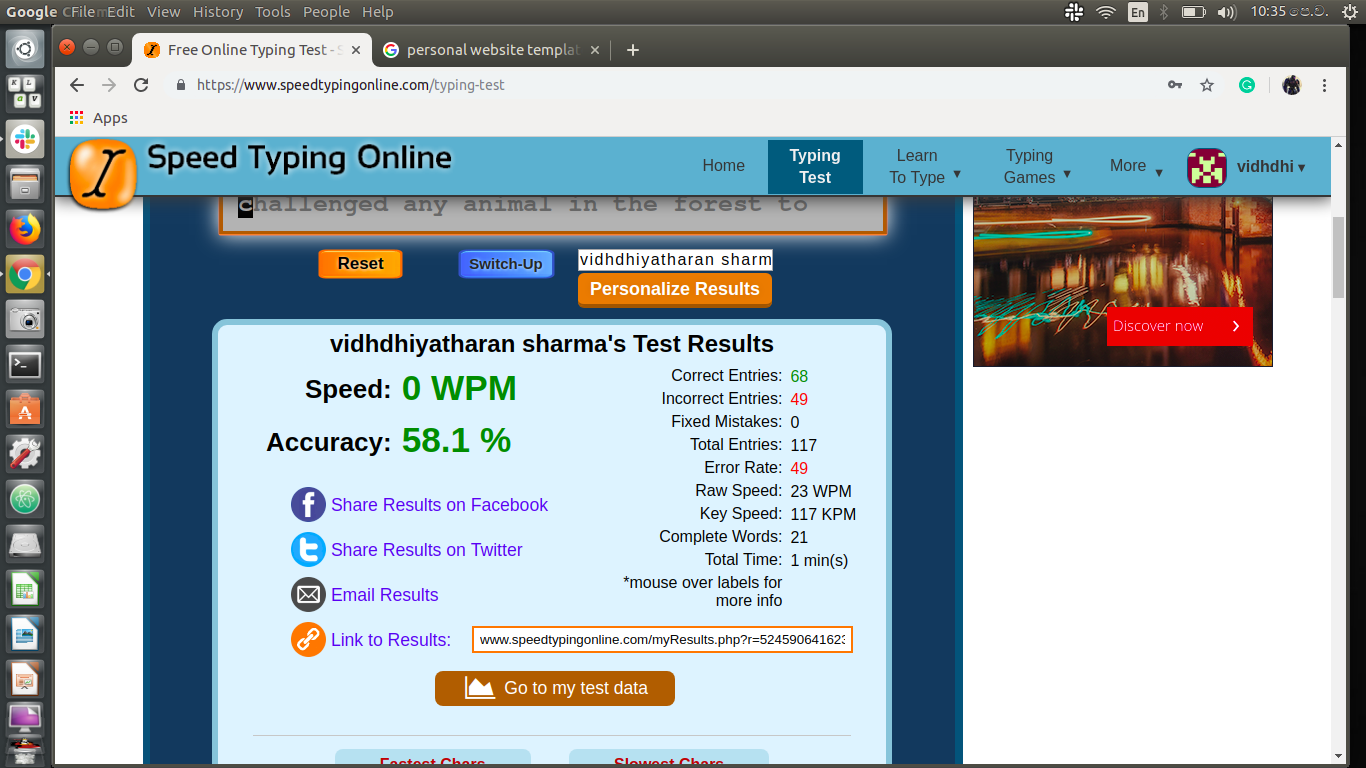 Google File Edit View History Tools People Help
En 10:35 පෙ.ව.
Free Online Typing Test - S
personal website templat
https://www.speedtypingonline.com/typing-test
Apps
Speed Typing Online
Home
Typing Test
Learn To Type
Typing Games
More
vidhdhi
challenged any animal in the forest to
Reset
Switch-Up
vidhdhiyatharan sharm
Personalize Results
Discover now
vidhdhiyatharan sharma's Test Results
Speed: 0 WPM
Accuracy: 58.1 %
Correct Entries: 68
Incorrect Entries: 49
Fixed Mistakes: 0
Total Entries: 117
Error Rate: 49
Raw Speed: 23 WPM
Key Speed: 117 KPM
Complete Words: 21
Total Time: 1 min(s)
*mouse over labels for
more info
Share Results on Facebook
Share Results on Twitter
Email Results
Link to Results: www.speedtypingonline.com/myResults.php?r=524590641623
Go to my test data
Fastest Chars
Slowest Chars